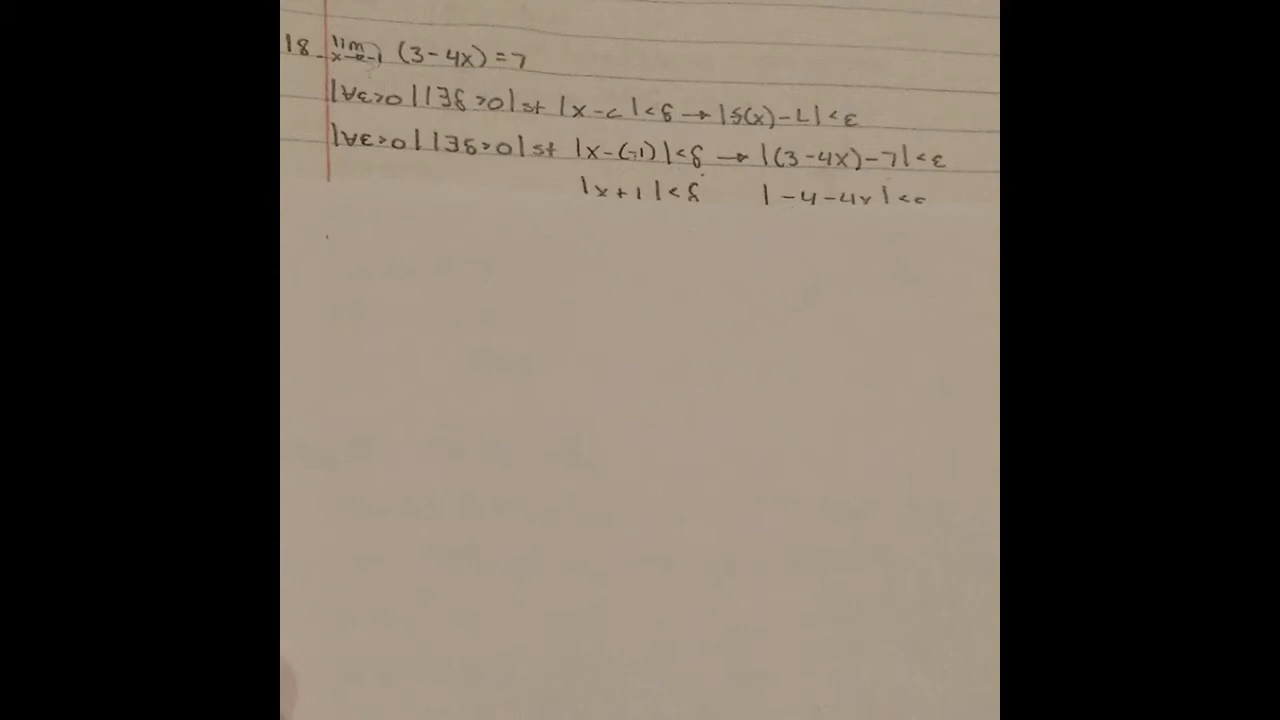 18 lim x→-1 (3-4x)=7
|∀ε>0||∃δ>0|st |x-c|<δ→|f(x)-L|<ε
|∀ε>0||∃δ>0|st |x-(-1)|<δ→|(3-4x)-7|<ε
|x+1|<δ |-4-4x|<ε